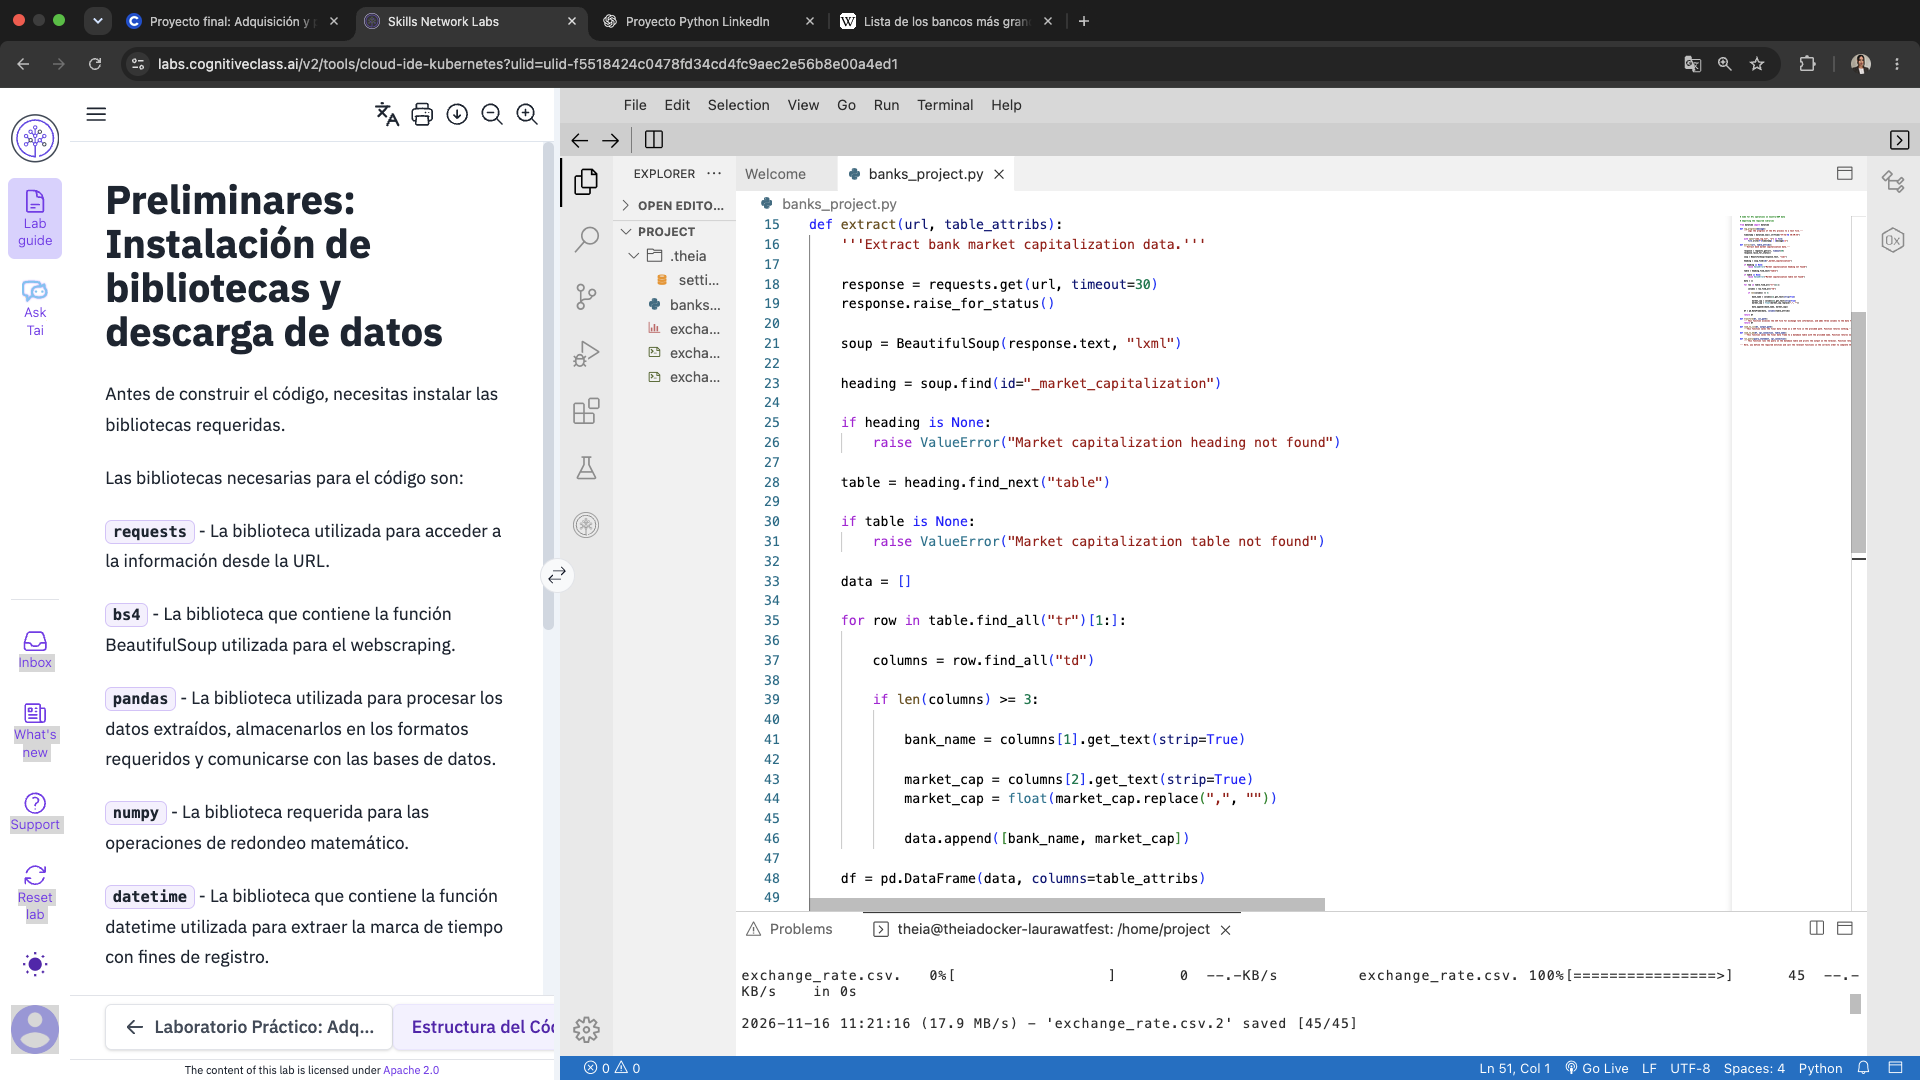 Proyecto final: Adquisición y p
Skills Network Labs
Proyecto Python LinkedIn
Lista de los bancos más gran
labs.cognitiveclass.ai/v2/tools/cloud-ide-kubernetes?ulid=ulid-f5518424c0478fd34cd4fc9aec2e56b8e00a4ed1
Lab guide
Ask Tai
Inbox
What's new
Support
Reset lab
Preliminares:
Instalación de
bibliotecas y
descarga de datos
Antes de construir el código, necesitas instalar las
bibliotecas requeridas.
Las bibliotecas necesarias para el código son:
requests - La biblioteca utilizada para acceder a
la información desde la URL.
bs4 - La biblioteca que contiene la función
BeautifulSoup utilizada para el webscraping.
pandas - La biblioteca utilizada para procesar los
datos extraídos, almacenarlos en los formatos
requeridos y comunicarse con las bases de datos.
numpy - La biblioteca requerida para las
operaciones de redondeo matemático.
datetime - La biblioteca que contiene la función
datetime utilizada para extraer la marca de tiempo
con fines de registro.
Laboratorio Práctico: Adq...
Estructura del Có
The content of this lab is licensed under Apache 2.0
File Edit Selection View Go Run Terminal Help
EXPLORER
OPEN EDITO...
PROJECT
.theia
setti...
banks...
excha...
excha...
excha...
Welcome
banks_project.py
banks_project.py
15 def extract(url, table_attribs):
16 '''Extract bank market capitalization data.'''
17
18 response = requests.get(url, timeout=30)
19 response.raise_for_status()
20
21 soup = BeautifulSoup(response.text, "lxml")
22
23 heading = soup.find(id="_market_capitalization")
24
25 if heading is None:
26 raise ValueError("Market capitalization heading not found")
27
28 table = heading.find_next("table")
29
30 if table is None:
31 raise ValueError("Market capitalization table not found")
32
33 data = []
34
35 for row in table.find_all("tr")[1:]:
36
37 columns = row.find_all("td")
38
39 if len(columns) >= 3:
40
41 bank_name = columns[1].get_text(strip=True)
42
43 market_cap = columns[2].get_text(strip=True)
44 market_cap = float(market_cap.replace(",", ""))
45
46 data.append([bank_name, market_cap])
47
48 df = pd.DataFrame(data, columns=table_attribs)
49
Problems
theia@theiadocker-laurawatfest: /home/project
exchange_rate.csv. 0%[ ] 0 --.-KB/s exchange_rate.csv. 100%[================>] 45 --.-
KB/s in 0s
2026-11-16 11:21:16 (17.9 MB/s) - 'exchange_rate.csv.2' saved [45/45]
0 0
Ln 51, Col 1 Go Live LF UTF-8 Spaces: 4 Python